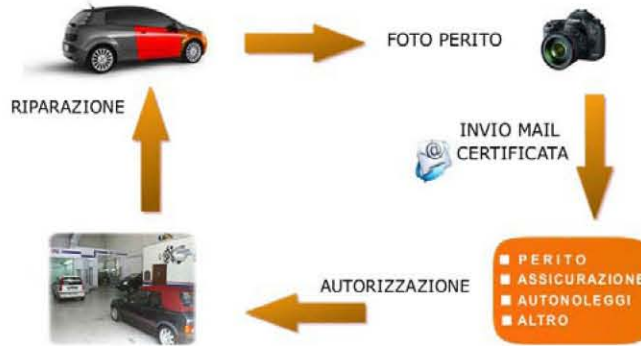 FOTO PERITO
RIPARAZIONE
INVIO MAIL
CERTIFICATA
@
AUTORIZZAZIONE
PERITO
ASSICURAZIONE
AUTONOLEGGI
ALTRO